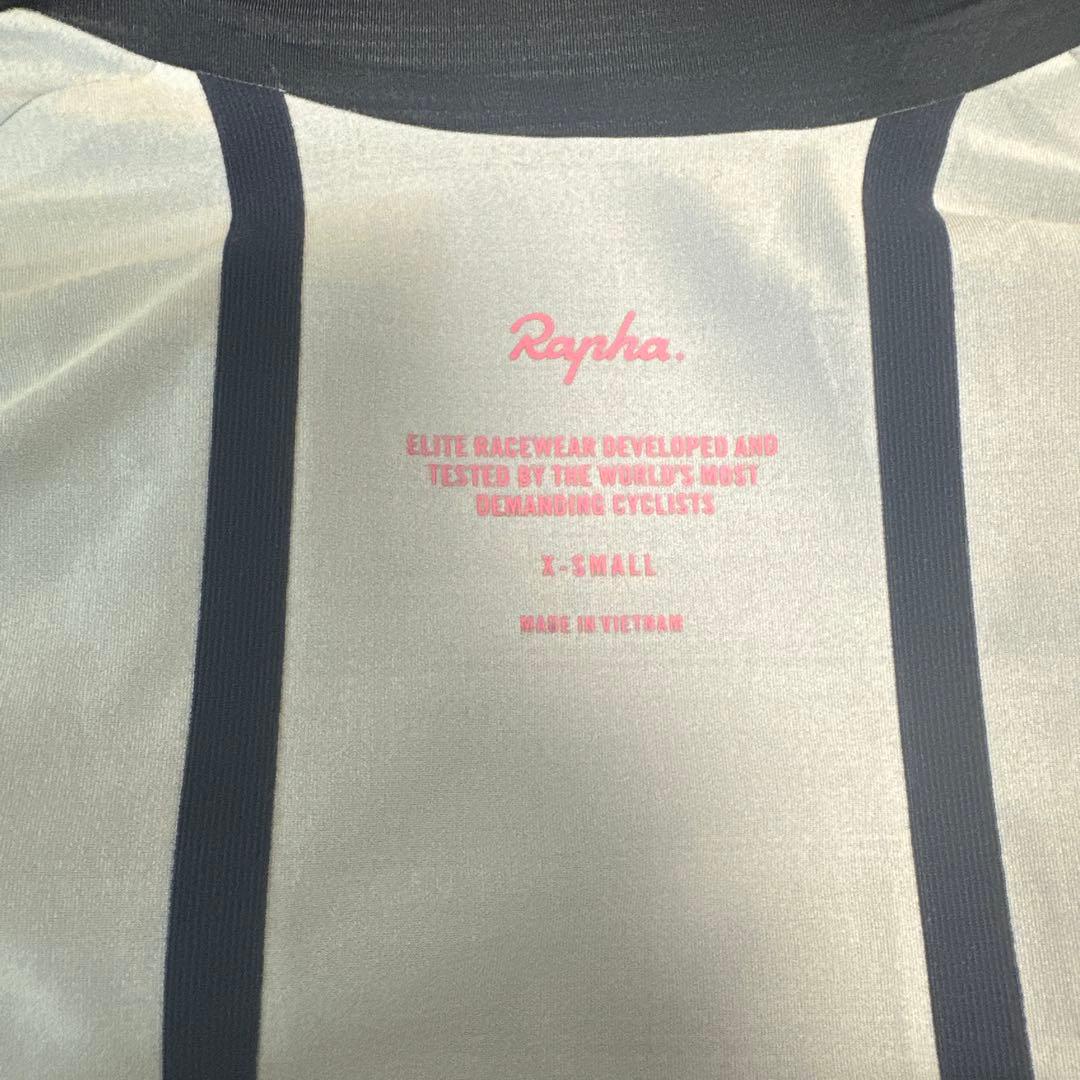 Rapha.
ELITE RACEWEAR DEVELOPED AND
TESTED BY THE WORLD'S MOST
DEMANDING CYCLISTS
X-SMALL
MADE IN VIETNAM